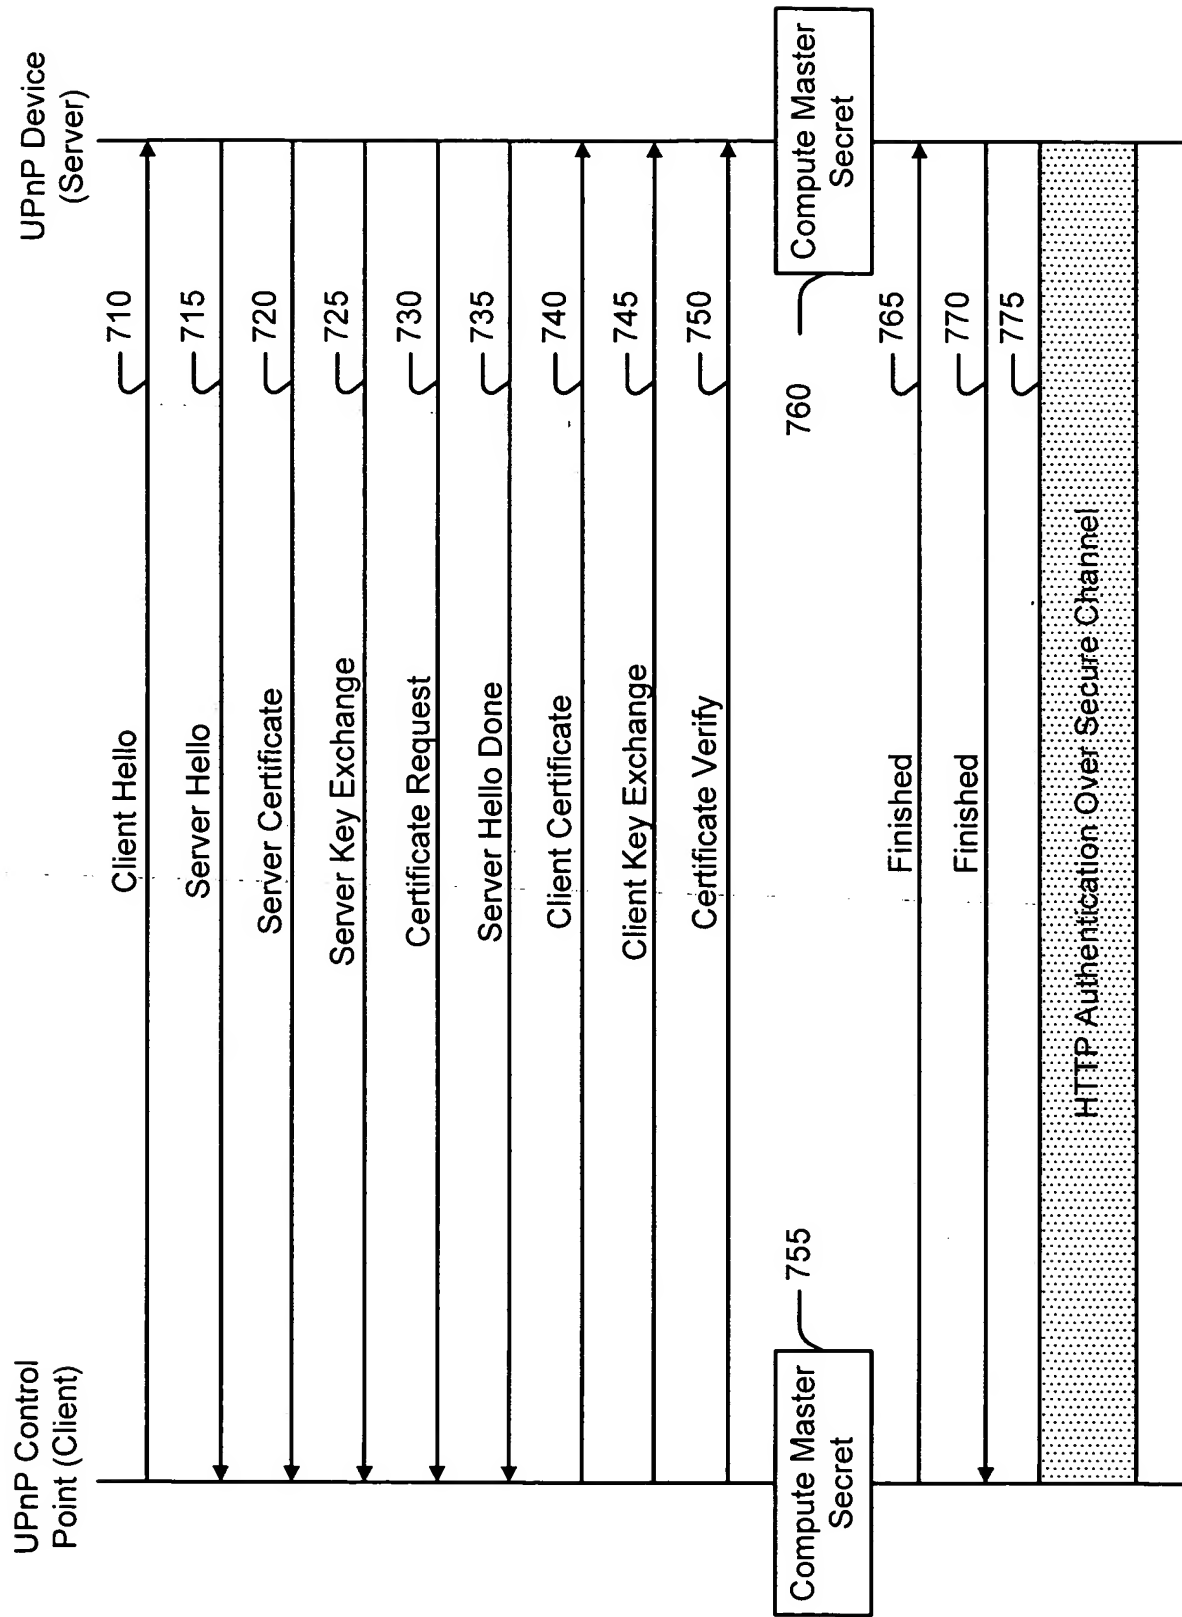 UPnP Control
Point (Client)
UPnP Device
(Server)
Client Hello
710
Server Hello
715
Server Certificate
720
Server Key Exchange
725
Certificate Request
730
Server Hello Done
735
Client Certificate
740
Client Key Exchange
745
Certificate Verify
750
Compute Master
Secret
755
760
Compute Master
Secret
Finished
765
Finished
770
775
HTTP Authentication Over Secure Channel